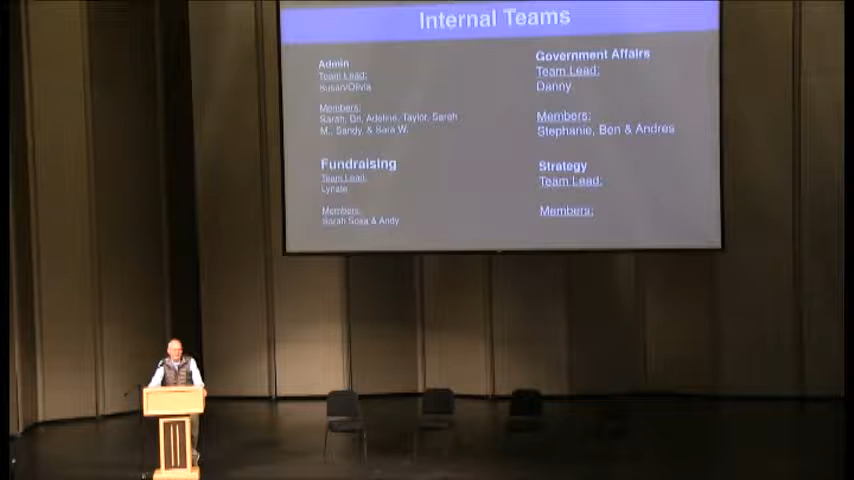 Internal Teams
Admin
Team Lead:
Susan/Olivia
Members:
Sarah, Dri, Adeline, Taylor, Sarah
M., Sandy, & Sara W.
Fundraising
Team Lead:
Members:
Sarah Sosa & Andy
Government Affairs
Team Lead:
Danny
Members:
Stephanie, Ben & Andres
Strategy
Team Lead:
Members: